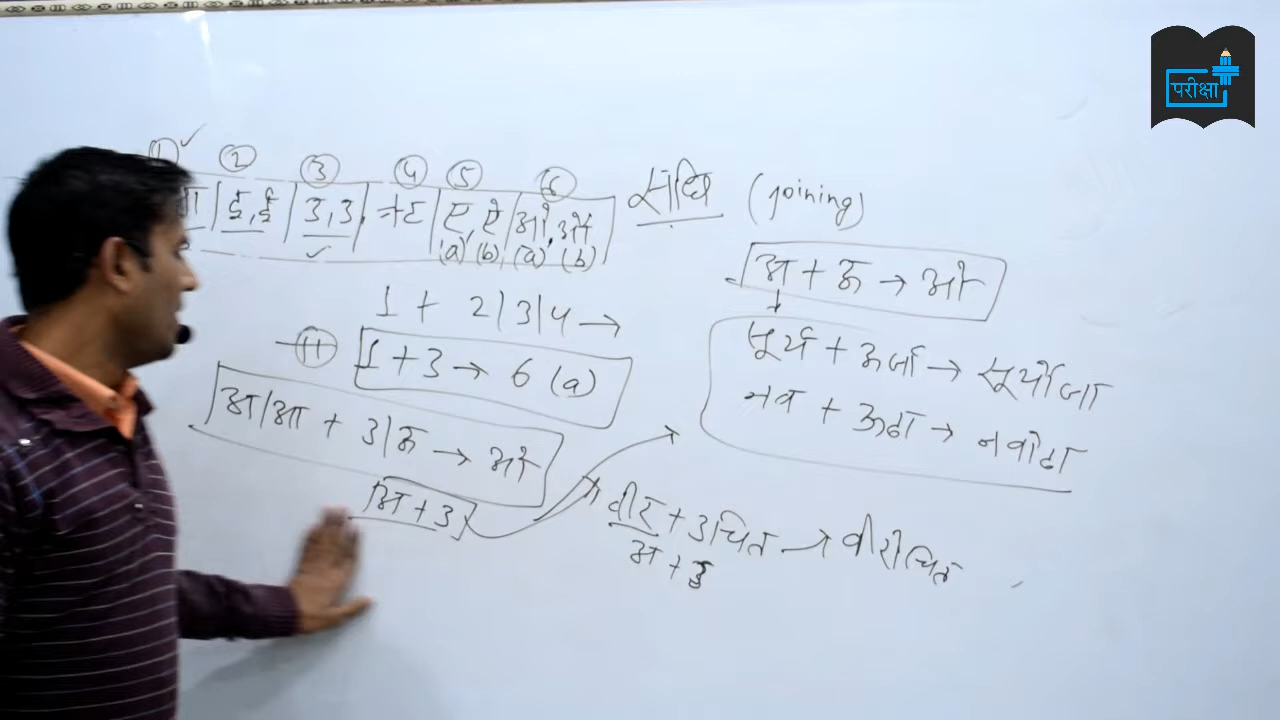 परीक्षा
① ✓ ② ③ ④ ⑤ ⑥
आ | इ, ई | उ, उ | ऋ | ए, ऐ | ओ, औ
(a) (b) (a) (b)
संधि (joining)
1 + 2|3|4 →
11 1 + 3 → 6 (a)
अ/आ + उ/ऊ → ओ
अ + उ
अ + ऊ → ओ
सूर्य + ऊर्जा → सूर्योर्जा
नव + ऊढा → नवोढा
वीर + उचित → वीरोचित
अ + उ